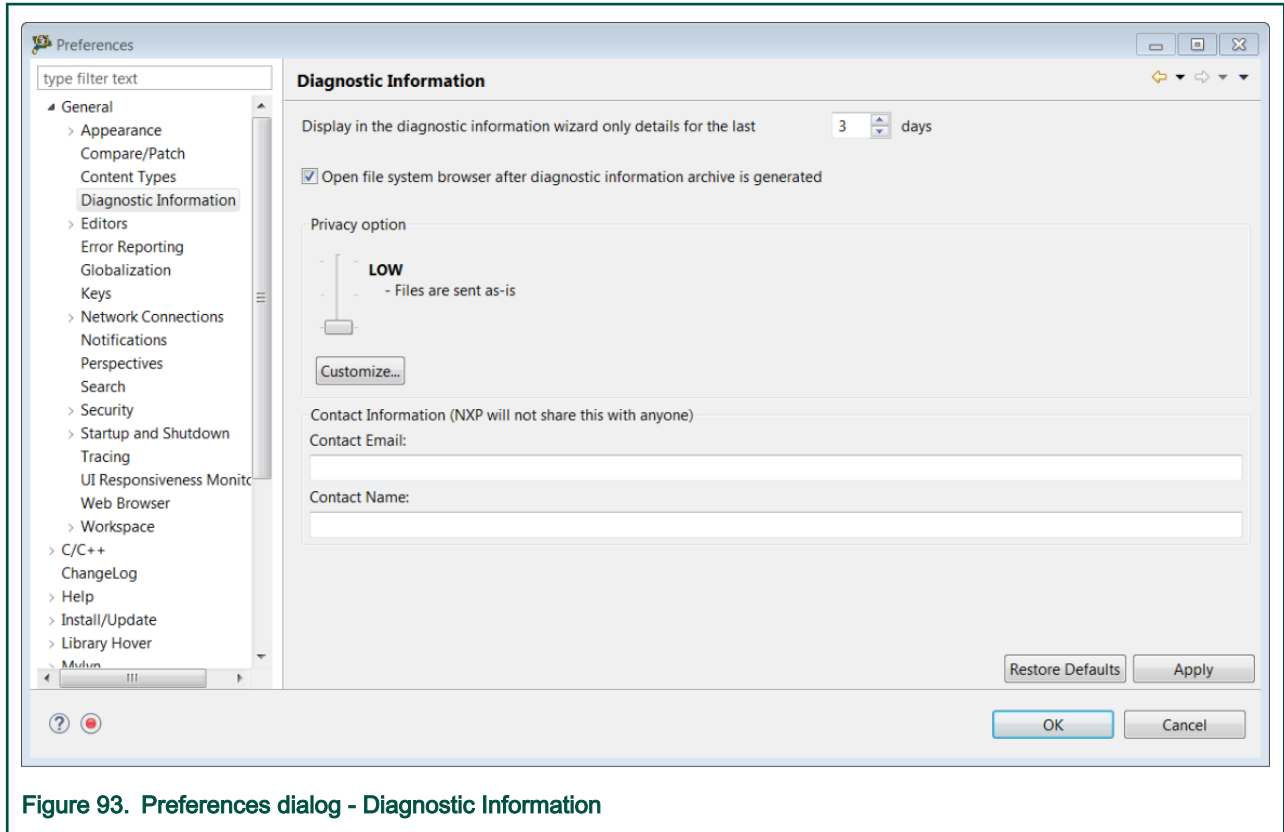 Preferences
type filter text
General
Appearance
Compare/Patch
Content Types
Diagnostic Information
Editors
Error Reporting
Globalization
Keys
Network Connections
Notifications
Perspectives
Search
Security
Startup and Shutdown
Tracing
UI Responsiveness Monitc
Web Browser
Workspace
C/C++
ChangeLog
Help
Install/Update
Library Hover
Mylyn
Diagnostic Information
Display in the diagnostic information wizard only details for the last 3 days
Open file system browser after diagnostic information archive is generated
Privacy option
LOW
- Files are sent as-is
Customize...
Contact Information (NXP will not share this with anyone)
Contact Email:
Contact Name:
Restore Defaults
Apply
OK
Cancel
Figure 93. Preferences dialog - Diagnostic Information